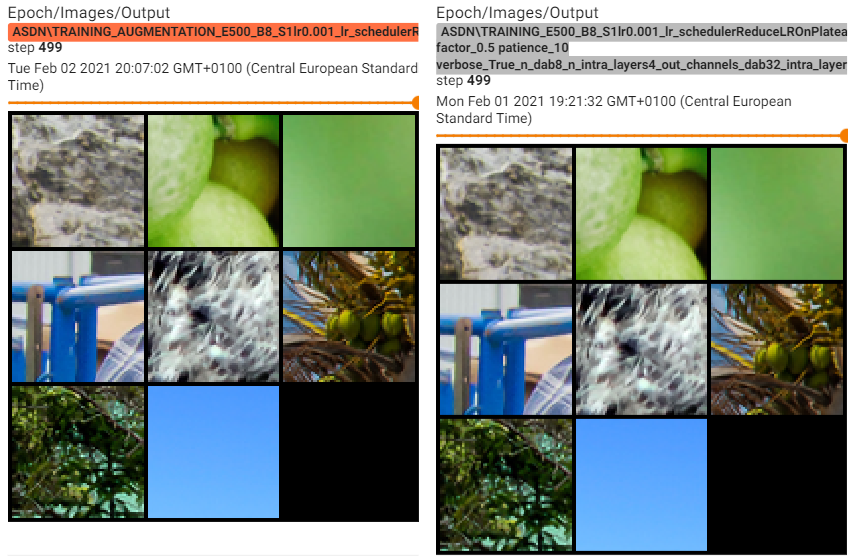 Epoch/Images/Output
ASDN\TRAINING_AUGMENTATION_E500_B8_S1lr0.001_lr_schedulerR
step 499
Tue Feb 02 2021 20:07:02 GMT+0100 (Central European Standard
Time)
Epoch/Images/Output
ASDN\TRAINING_E500_B8_S1lr0.001_lr_schedulerReduceLROnPlatea
factor_0.5 patience_10
verbose_True_n_dab8_n_intra_layers4_out_channels_dab32_intra_layer
step 499
Mon Feb 01 2021 19:21:32 GMT+0100 (Central European
Standard Time)